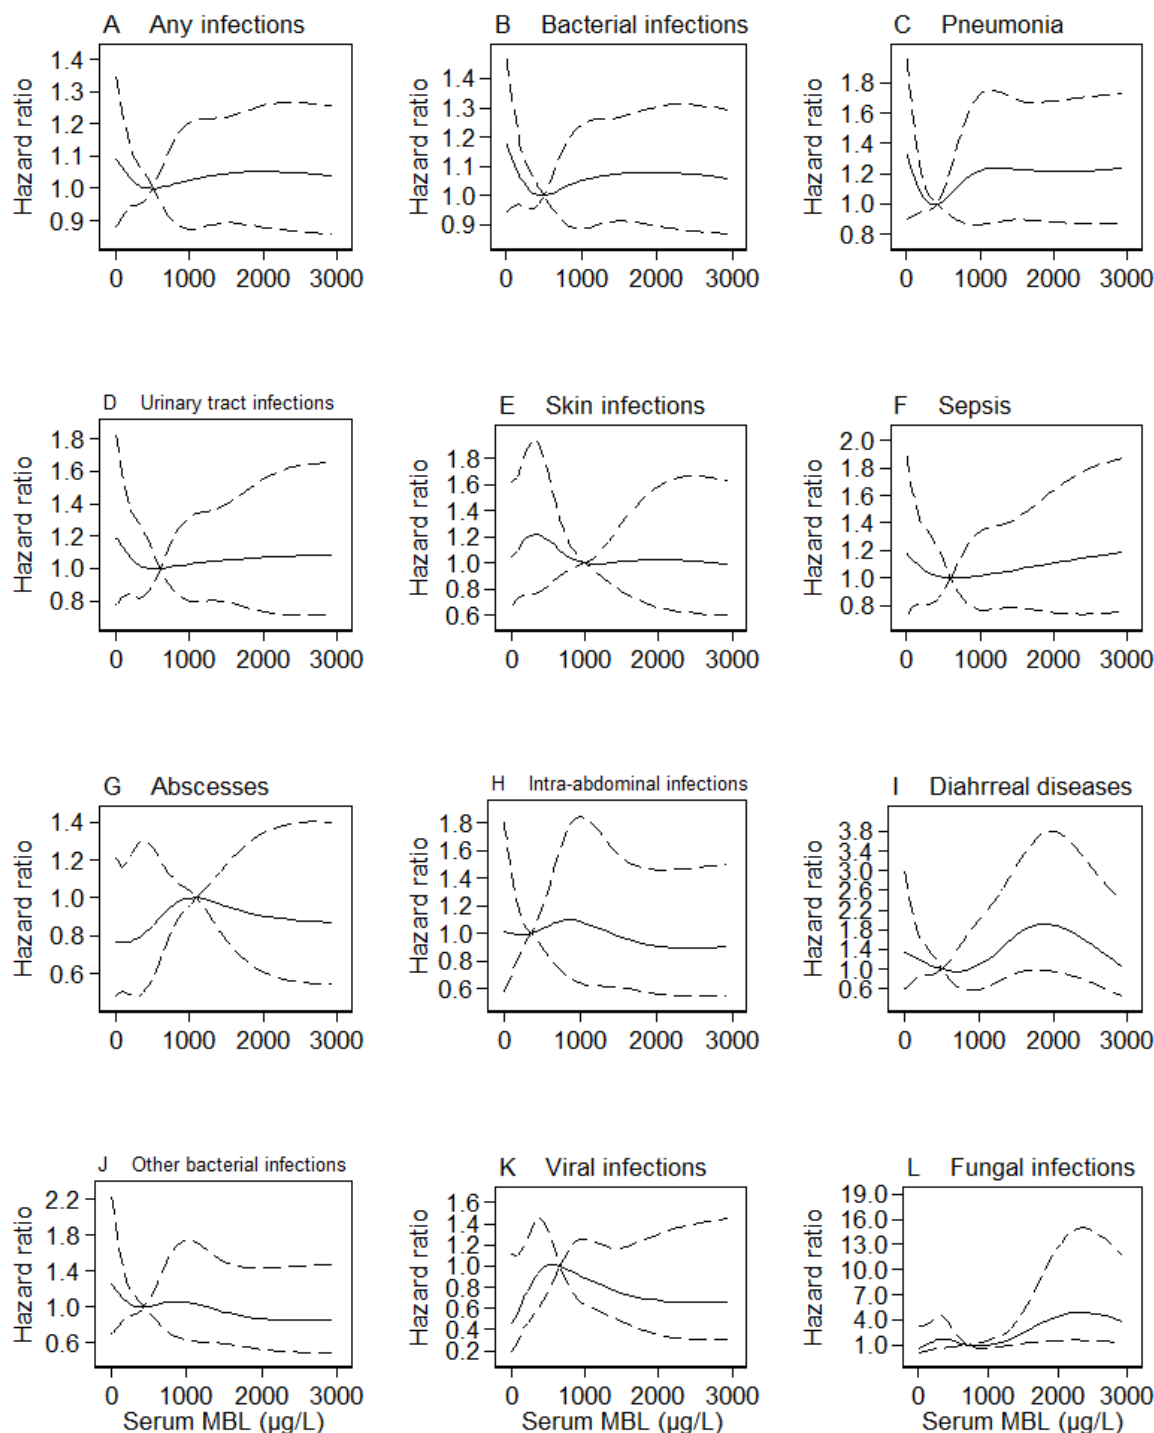 A Any infections
Hazard ratio
1.4
1.3
1.2
1.1
1.0
0.9
0 1000 2000 3000
B Bacterial infections
Hazard ratio
1.4
1.3
1.2
1.1
1.0
0.9
0 1000 2000 3000
C Pneumonia
Hazard ratio
1.8
1.6
1.4
1.2
1.0
0.8
0 1000 2000 3000
D Urinary tract infections
Hazard ratio
1.8
1.6
1.4
1.2
1.0
0.8
0 1000 2000 3000
E Skin infections
Hazard ratio
1.8
1.6
1.4
1.2
1.0
0.8
0.6
0 1000 2000 3000
F Sepsis
Hazard ratio
2.0
1.8
1.6
1.4
1.2
1.0
0.8
0 1000 2000 3000
G Abscesses
Hazard ratio
1.4
1.2
1.0
0.8
0.6
0 1000 2000 3000
H Intra-abdominal infections
Hazard ratio
1.8
1.6
1.4
1.2
1.0
0.8
0.6
0 1000 2000 3000
I Diahrreal diseases
Hazard ratio
3.8
3.4
3.0
2.6
2.2
1.8
1.4
1.0
0.6
0 1000 2000 3000
J Other bacterial infections
Hazard ratio
2.2
1.8
1.4
1.0
0.6
0 1000 2000 3000
Serum MBL (µg/L)
K Viral infections
Hazard ratio
1.6
1.4
1.2
1.0
0.8
0.6
0.4
0.2
0 1000 2000 3000
Serum MBL (µg/L)
L Fungal infections
Hazard ratio
19.0
16.0
13.0
10.0
7.0
4.0
1.0
0 1000 2000 3000
Serum MBL (µg/L)